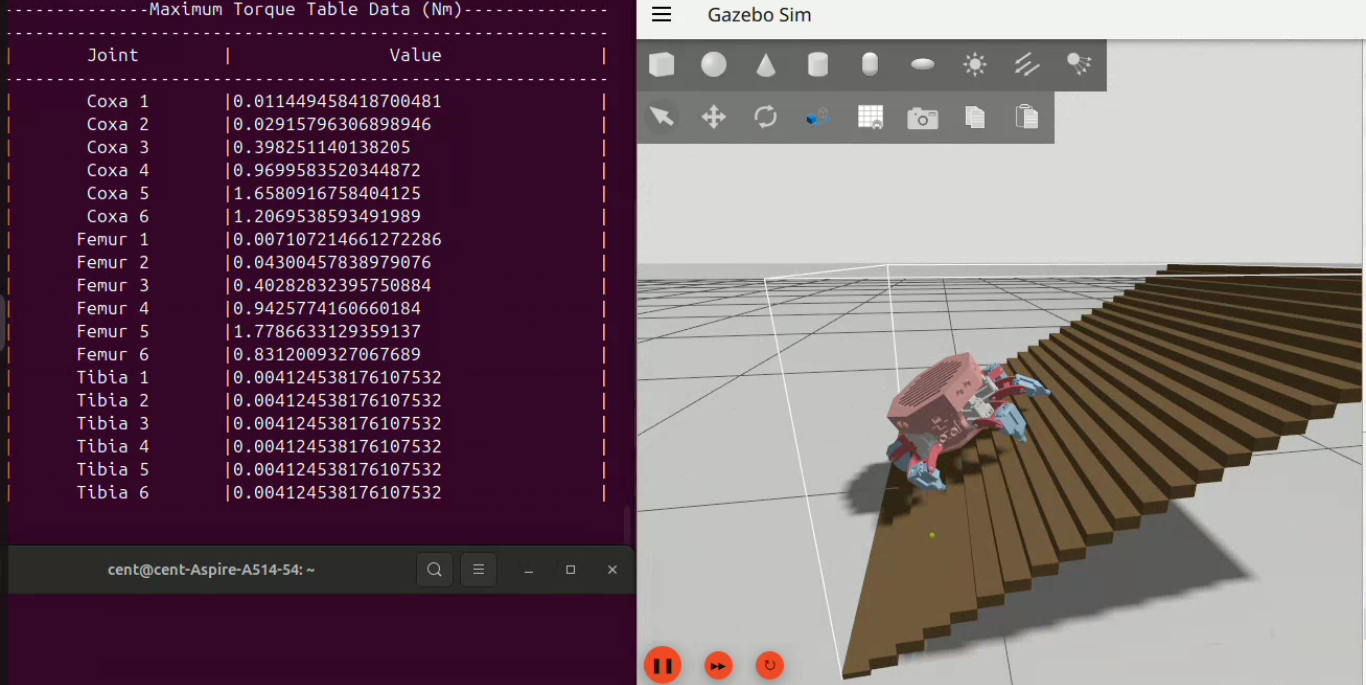 --------------Maximum Torque Table Data (Nm)--------------
| Joint | Value |
| Coxa 1 |0.011449458418700481 |
| Coxa 2 |0.02915796306898946 |
| Coxa 3 |0.398251140138205 |
| Coxa 4 |0.9699583520344872 |
| Coxa 5 |1.6580916758404125 |
| Coxa 6 |1.2069538593491989 |
| Femur 1 |0.007107214661272286 |
| Femur 2 |0.04300457838979076 |
| Femur 3 |0.40282832395750884 |
| Femur 4 |0.9425774160660184 |
| Femur 5 |1.7786633129359137 |
| Femur 6 |0.8312009327067689 |
| Tibia 1 |0.004124538176107532 |
| Tibia 2 |0.004124538176107532 |
| Tibia 3 |0.004124538176107532 |
| Tibia 4 |0.004124538176107532 |
| Tibia 5 |0.004124538176107532 |
| Tibia 6 |0.004124538176107532 |
cent@cent-Aspire-A514-54: ~
Gazebo Sim